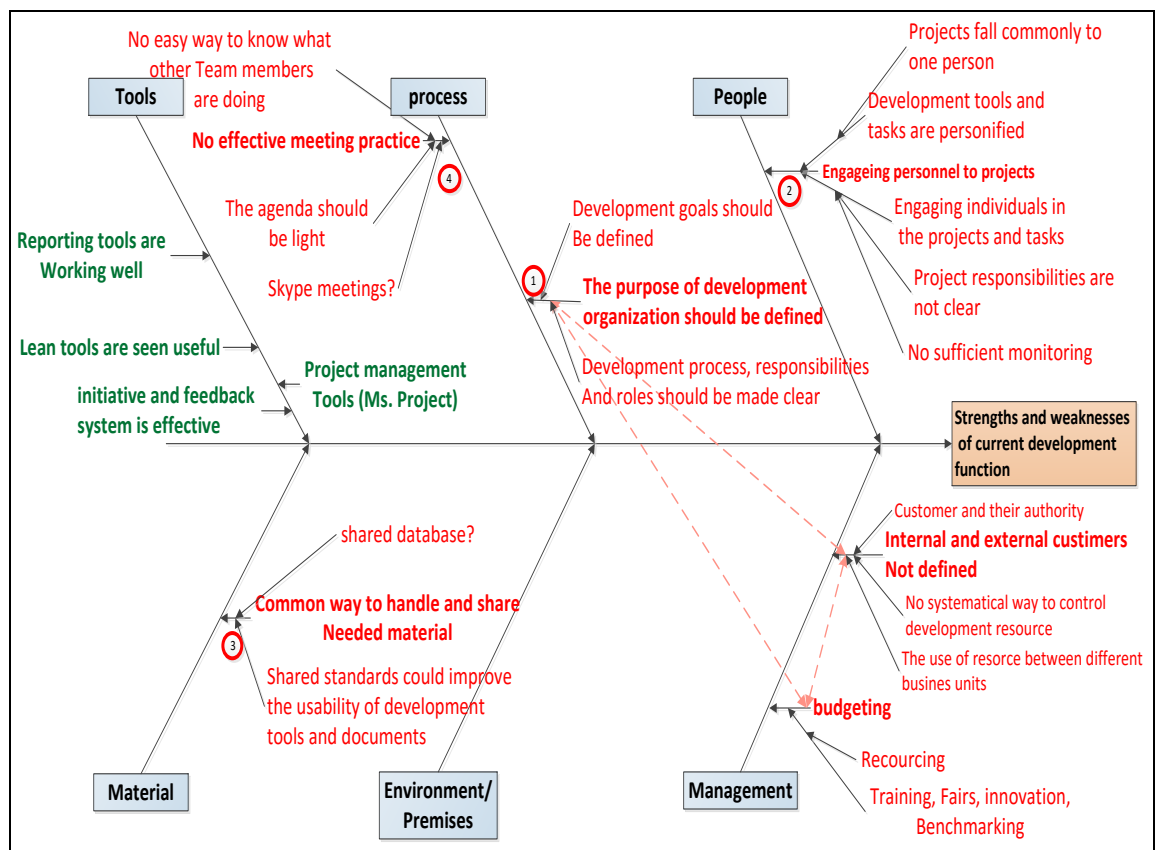 No easy way to know what
other Team members
are doing
Tools
process
People
Projects fall commonly to
one person
Development tools and
tasks are personified
No effective meeting practice
4
Engageing personnel to projects
2
The agenda should
be light
Development goals should
Be defined
Engaging individuals in
the projects and tasks
Reporting tools are
Working well
Skype meetings?
1
The purpose of development
organization should be defined
Project responsibilities are
not clear
Lean tools are seen useful
No sufficient monitoring
Project management
Tools (Ms. Project)
Development process, responsibilities
And roles should be made clear
initiative and feedback
system is effective
Strengths and weaknesses
of current development
function
Customer and their authority
shared database?
Internal and external custimers
Not defined
Common way to handle and share
Needed material
3
No systematical way to control
development resource
Shared standards could improve
the usability of development
tools and documents
The use of resorce between different
busines units
budgeting
Recourcing
Training, Fairs, innovation,
Benchmarking
Material
Environment/
Premises
Management